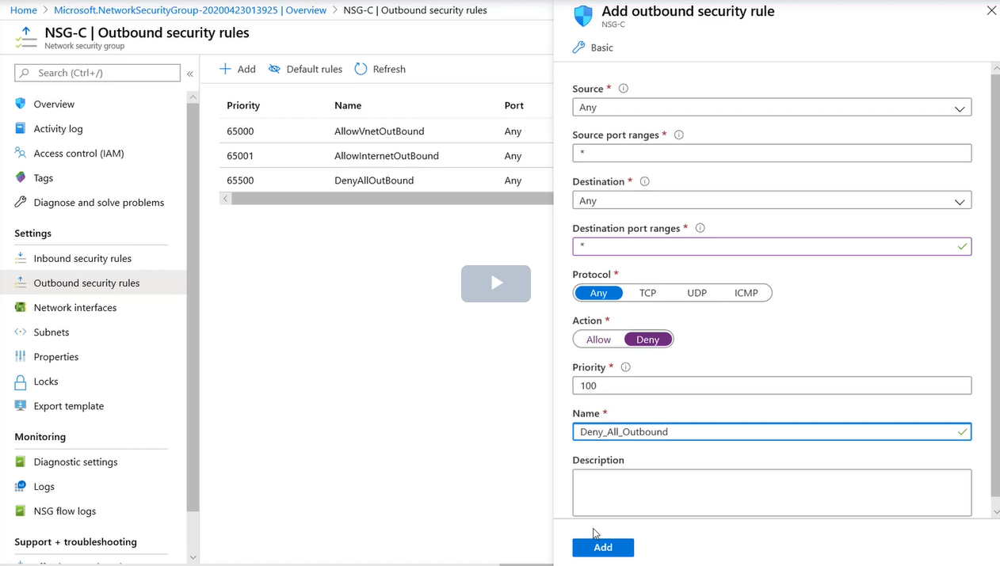 Home > Microsoft.NetworkSecurityGroup-20200423013925 | Overview > NSG-C | Outbound security rules
NSG-C | Outbound security rules
Network security group
Search (Ctrl+/)
«
Overview
Activity log
Access control (IAM)
Tags
Diagnose and solve problems
Settings
Inbound security rules
Outbound security rules
Network interfaces
Subnets
Properties
Locks
Export template
Monitoring
Diagnostic settings
Logs
NSG flow logs
Support + troubleshooting
Add Default rules Refresh
Priority Name Port
65000 AllowVnetOutBound Any
65001 AllowInternetOutBound Any
65500 DenyAllOutBound Any
Add outbound security rule
NSG-C
Basic
Source *
Any
Source port ranges *
*
Destination *
Any
Destination port ranges *
*
Protocol *
Any TCP UDP ICMP
Action *
Allow Deny
Priority *
100
Name *
Deny_All_Outbound
Description
Add